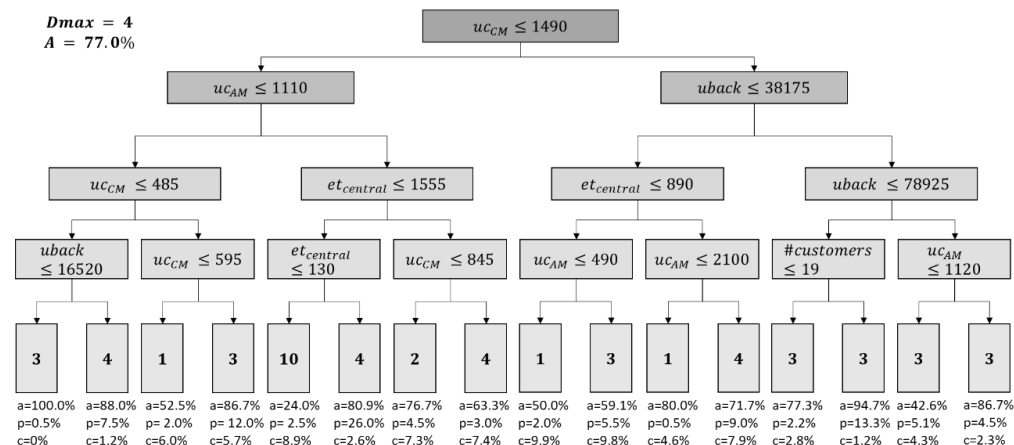 Dmax = 4
A = 77.0%
uc_CM ≤ 1490
uc_AM ≤ 1110
uback ≤ 38175
uc_CM ≤ 485
et_central ≤ 1555
et_central ≤ 890
uback ≤ 78925
uback
≤ 16520
uc_CM ≤ 595
et_central
≤ 130
uc_CM ≤ 845
uc_AM ≤ 490
uc_AM ≤ 2100
#customers
≤ 19
uc_AM
≤ 1120
3 4 1 3 10 4 2 4 1 3 1 4 3 3 3 3
a=100.0% a=88.0% a=52.5% a=86.7% a=24.0% a=80.9% a=76.7% a=63.3% a=50.0% a=59.1% a=80.0% a=71.7% a=77.3% a=94.7% a=42.6% a=86.7%
p=0.5% p=7.5% p= 2.0% p= 12.0% p= 2.5% p=26.0% p=4.5% p=3.0% p=2.0% p=5.5% p=0.5% p=9.0% p=2.2% p=13.3% p=5.1% p=4.5%
c=0% c=1.2% c=6.0% c=5.7% c=8.9% c=2.6% c=7.3% c=7.4% c=9.9% c=9.8% c=4.6% c=7.9% c=2.8% c=1.2% c=4.3% c=2.3%